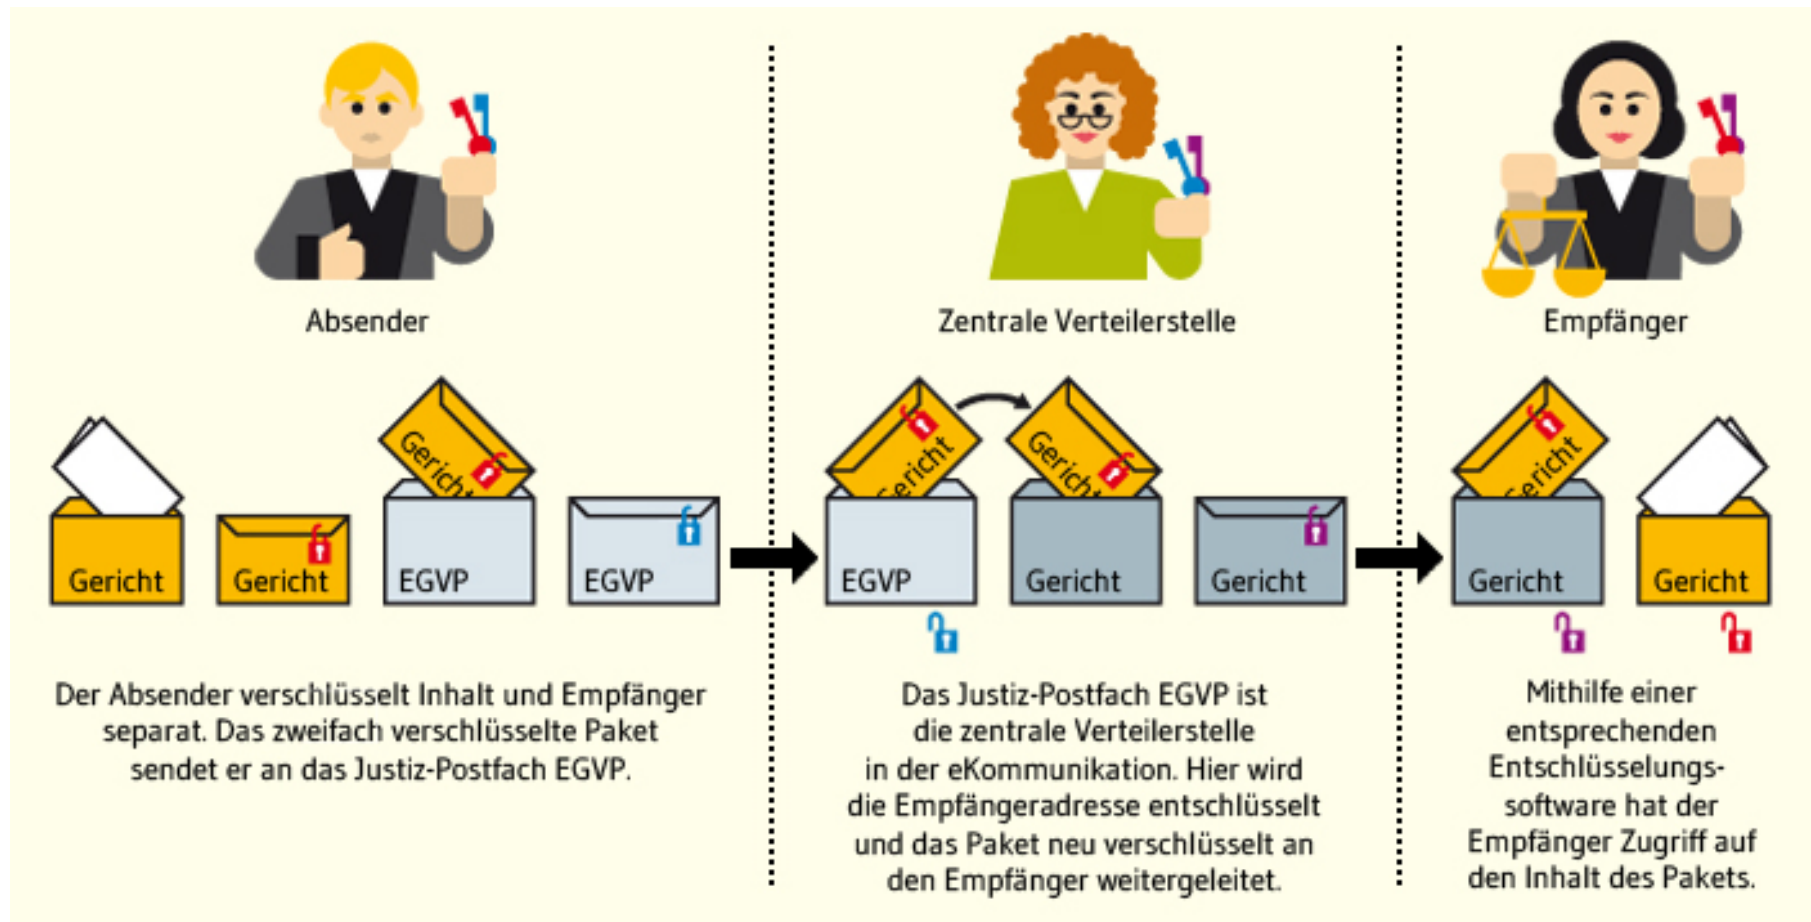 Absender
Zentrale Verteilerstelle
Empfänger
Gericht
Gericht
Gericht
EGVP
EGVP
Gericht
EGVP
Gericht
Gericht
Gericht
Gericht
Gericht
Gericht
Der Absender verschlüsselt Inhalt und Empfänger
separat. Das zweifach verschlüsselte Paket
sendet er an das Justiz-Postfach EGVP.
Das Justiz-Postfach EGVP ist
die zentrale Verteilerstelle
in der eKommunikation. Hier wird
die Empfängeradresse entschlüsselt
und das Paket neu verschlüsselt an
den Empfänger weitergeleitet.
Mithilfe einer
entsprechenden
Entschlüsselungs-
software hat der
Empfänger Zugriff auf
den Inhalt des Pakets.